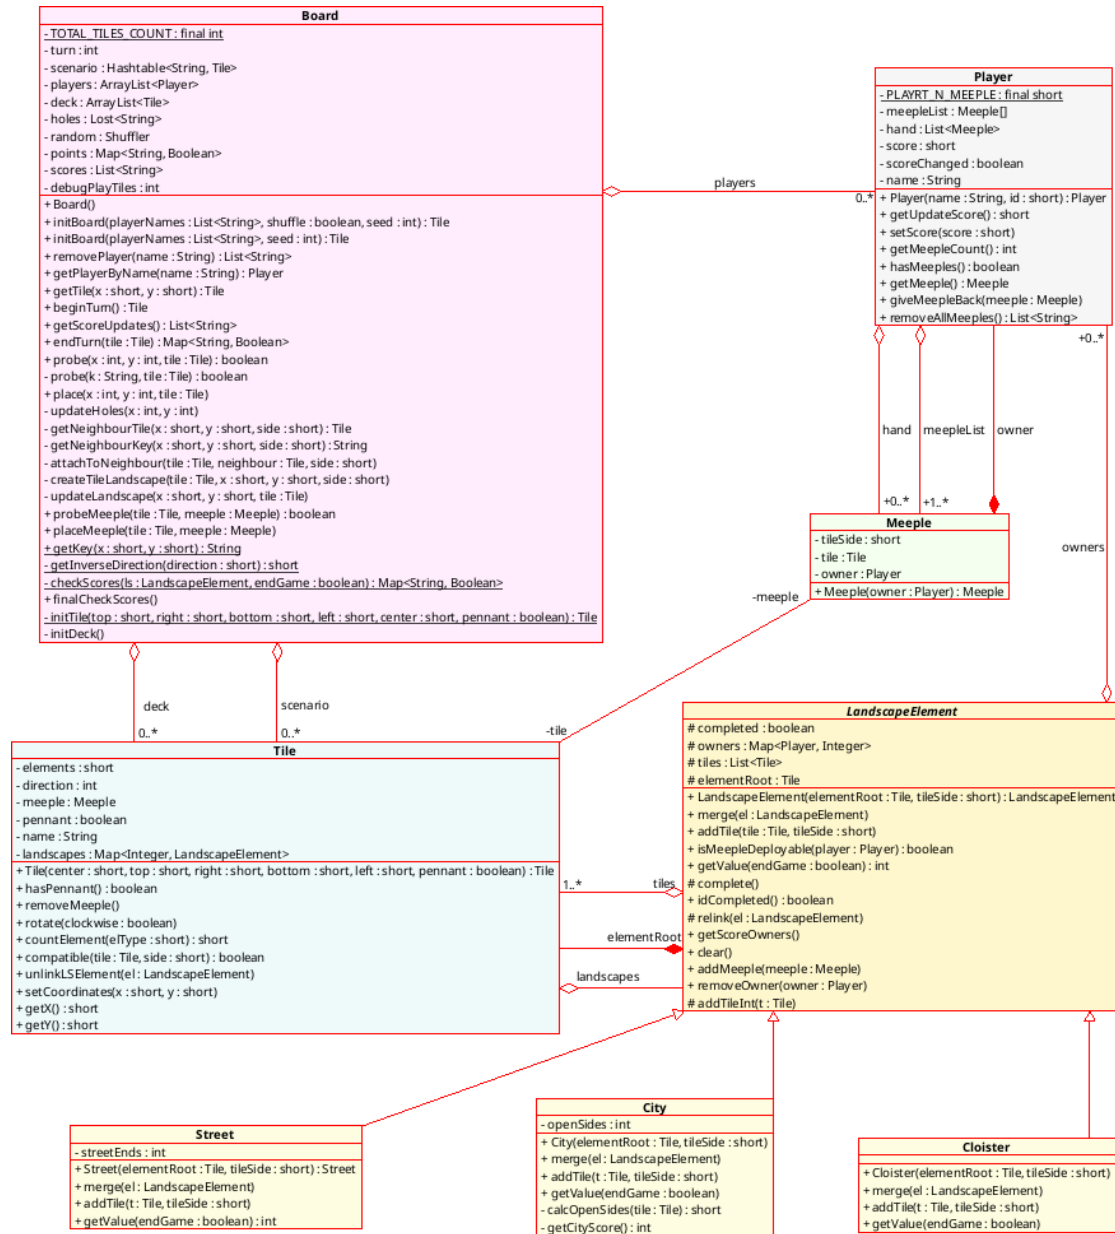 Board
- TOTAL_TILES_COUNT : final int
- turn : int
- scenario : Hashtable<String, Tile>
- players : ArrayList<Player>
- deck : ArrayList<Tile>
- holes : Lost<String>
- random : Shuffler
- points : Map<String, Boolean>
- scores : List<String>
- debugPlayTiles : int
+ Board()
+ initBoard(playerNames : List<String>, shuffle : boolean, seed : int) : Tile
+ initBoard(playerNames : List<String>, seed : int) : Tile
+ removePlayer(name : String) : List<String>
+ getPlayerByName(name : String) : Player
+ getTile(x : short, y : short) : Tile
+ beginTurn() : Tile
+ getScoreUpdates() : List<String>
+ endTurn(tile : Tile) : Map<String, Boolean>
+ probe(x : int, y : int, tile : Tile) : boolean
- probe(k : String, tile : Tile) : boolean
+ place(x : int, y : int, tile : Tile)
- updateHoles(x : int, y : int)
- getNeighbourTile(x : short, y : short, side : short) : Tile
- getNeighbourKey(x : short, y : short, side : short) : String
- attachToNeighbour(tile : Tile, neighbour : Tile, side : short)
- createTileLandscape(tile : Tile, x : short, y : short, side : short)
- updateLandscape(x : short, y : short, tile : Tile)
+ probeMeeple(tile : Tile, meeple : Meeple) : boolean
+ placeMeeple(tile : Tile, meeple : Meeple)
+ getKey(x : short, y : short) : String
- getInverseDirection(direction : short) : short
- checkScores(ls : LandscapeElement, endGame : boolean) : Map<String, Boolean>
+ finalCheckScores()
- initTile(top : short, right : short, bottom : short, left : short, center : short, pennant : boolean) : Tile
- initDeck()
players
0..*
Player
- PLAYRT_N_MEEPLE : final short
- meepleList : Meeple[]
- hand : List<Meeple>
- score : short
- scoreChanged : boolean
- name : String
+ Player(name : String, id : short) : Player
+ getUpdateScore() : short
+ setScore(score : short)
+ getMeepleCount() : int
+ hasMeeples() : boolean
+ getMeeple() : Meeple
+ giveMeepleBack(meeple : Meeple)
+ removeAllMeeples() : List<String>
+0..*
hand
meepleList
owner
+0..*
+1..*
owners
Meeple
- tileSide : short
- tile : Tile
- owner : Player
+ Meeple(owner : Player) : Meeple
-meeple
-tile
deck
scenario
0..*
0..*
Tile
- elements : short
- direction : int
- meeple : Meeple
- pennant : boolean
- name : String
- landscapes : Map<Integer, LandscapeElement>
+ Tile(center : short, top : short, right : short, bottom : short, left : short, pennant : boolean) : Tile
+ hasPennant() : boolean
+ removeMeeple()
+ rotate(clockwise : boolean)
+ countElement(elType : short) : short
+ compatible(tile : Tile, side : short) : boolean
+ unlinkLSElement(el : LandscapeElement)
+ setCoordinates(x : short, y : short)
+ getX() : short
+ getY() : short
1..*
tiles
elementRoot
landscapes
LandscapeElement
# completed : boolean
# owners : Map<Player, Integer>
# tiles : List<Tile>
# elementRoot : Tile
+ LandscapeElement(elementRoot : Tile, tileSide : short) : LandscapeElement
+ merge(el : LandscapeElement)
+ addTile(tile : Tile, tileSide : short)
+ isMeepleDeployable(player : Player) : boolean
+ getValue(endGame : boolean) : int
# complete()
+ idCompleted() : boolean
# relink(el : LandscapeElement)
+ getScoreOwners()
+ clear()
+ addMeeple(meeple : Meeple)
+ removeOwner(owner : Player)
# addTileInt(t : Tile)
Street
- streetEnds : int
+ Street(elementRoot : Tile, tileSide : short) : Street
+ merge(el : LandscapeElement)
+ addTile(t : Tile, tileSide : short)
+ getValue(endGame : boolean) : int
City
- openSides : int
+ City(elementRoot : Tile, tileSide : short)
+ merge(el : LandscapeElement)
+ addTile(t : Tile, tileSide : short)
+ getValue(endGame : boolean)
- calcOpenSides(tile : Tile) : short
- getCityScore() : int
Cloister
+ Cloister(elementRoot : Tile, tileSide : short)
+ merge(el : LandscapeElement)
+ addTile(t : Tile, tileSide : short)
+ getValue(endGame : boolean)